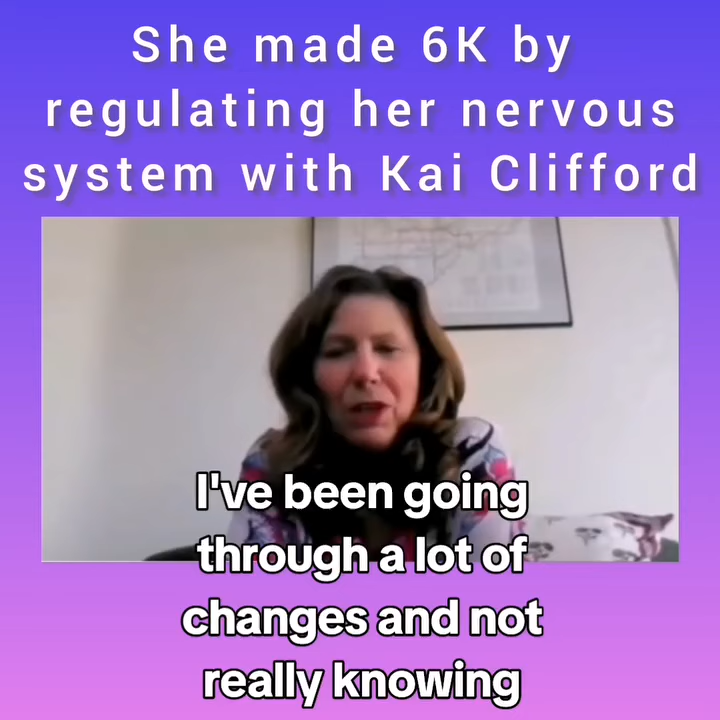 She made 6K by
regulating her nervous
system with Kai Clifford
I've been going
through a lot of
changes and not
really knowing